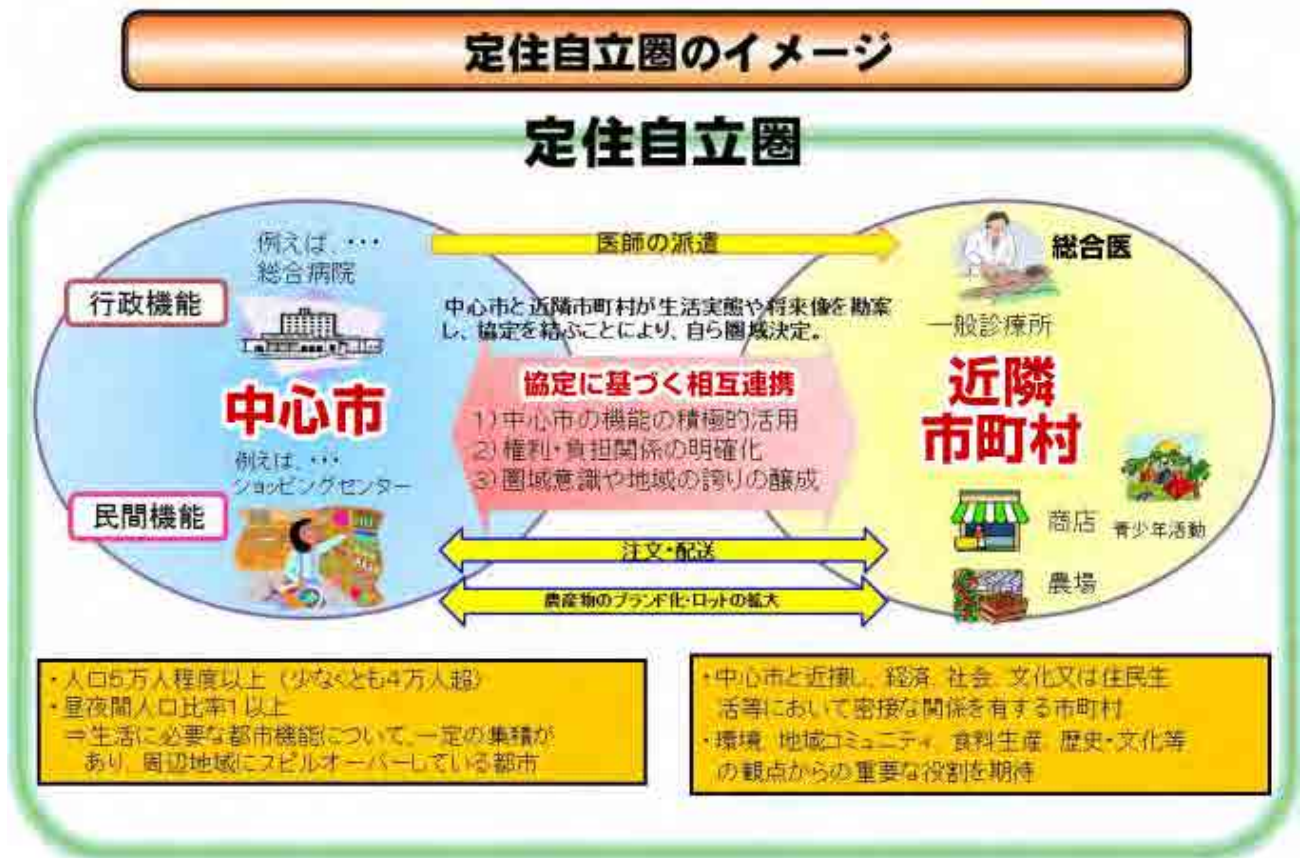 定住自立圏のイメージ
定住自立圏
例えば、・・・
総合病院
行政機能
中心市
例えば、・・・
ショッピングセンター
民間機能
医師の派遣
中心市と近隣市町村が生活実態や将来像を勘案
し、協定を結ぶことにより、自ら圏域決定。
協定に基づく相互連携
1)中心市の機能の積極的活用
2)権利・負担関係の明確化
3)圏域意識や地域の誇りの醸成
注文・配送
農産物のブランド化・ロットの拡大
総合医
一般診療所
近隣
市町村
商店
青少年活動
農場
・人口5万人程度以上(少なくとも4万人超)
・昼夜間人口比率1以上
⇒生活に必要な都市機能について、一定の集積が
あり、周辺地域にスピルオーバーしている都市
・中心市と近接し、経済、社会、文化又は住民生
活等において密接な関係を有する市町村
・環境、地域コミュニティ、食料生産、歴史・文化等
の観点からの重要な役割を期待